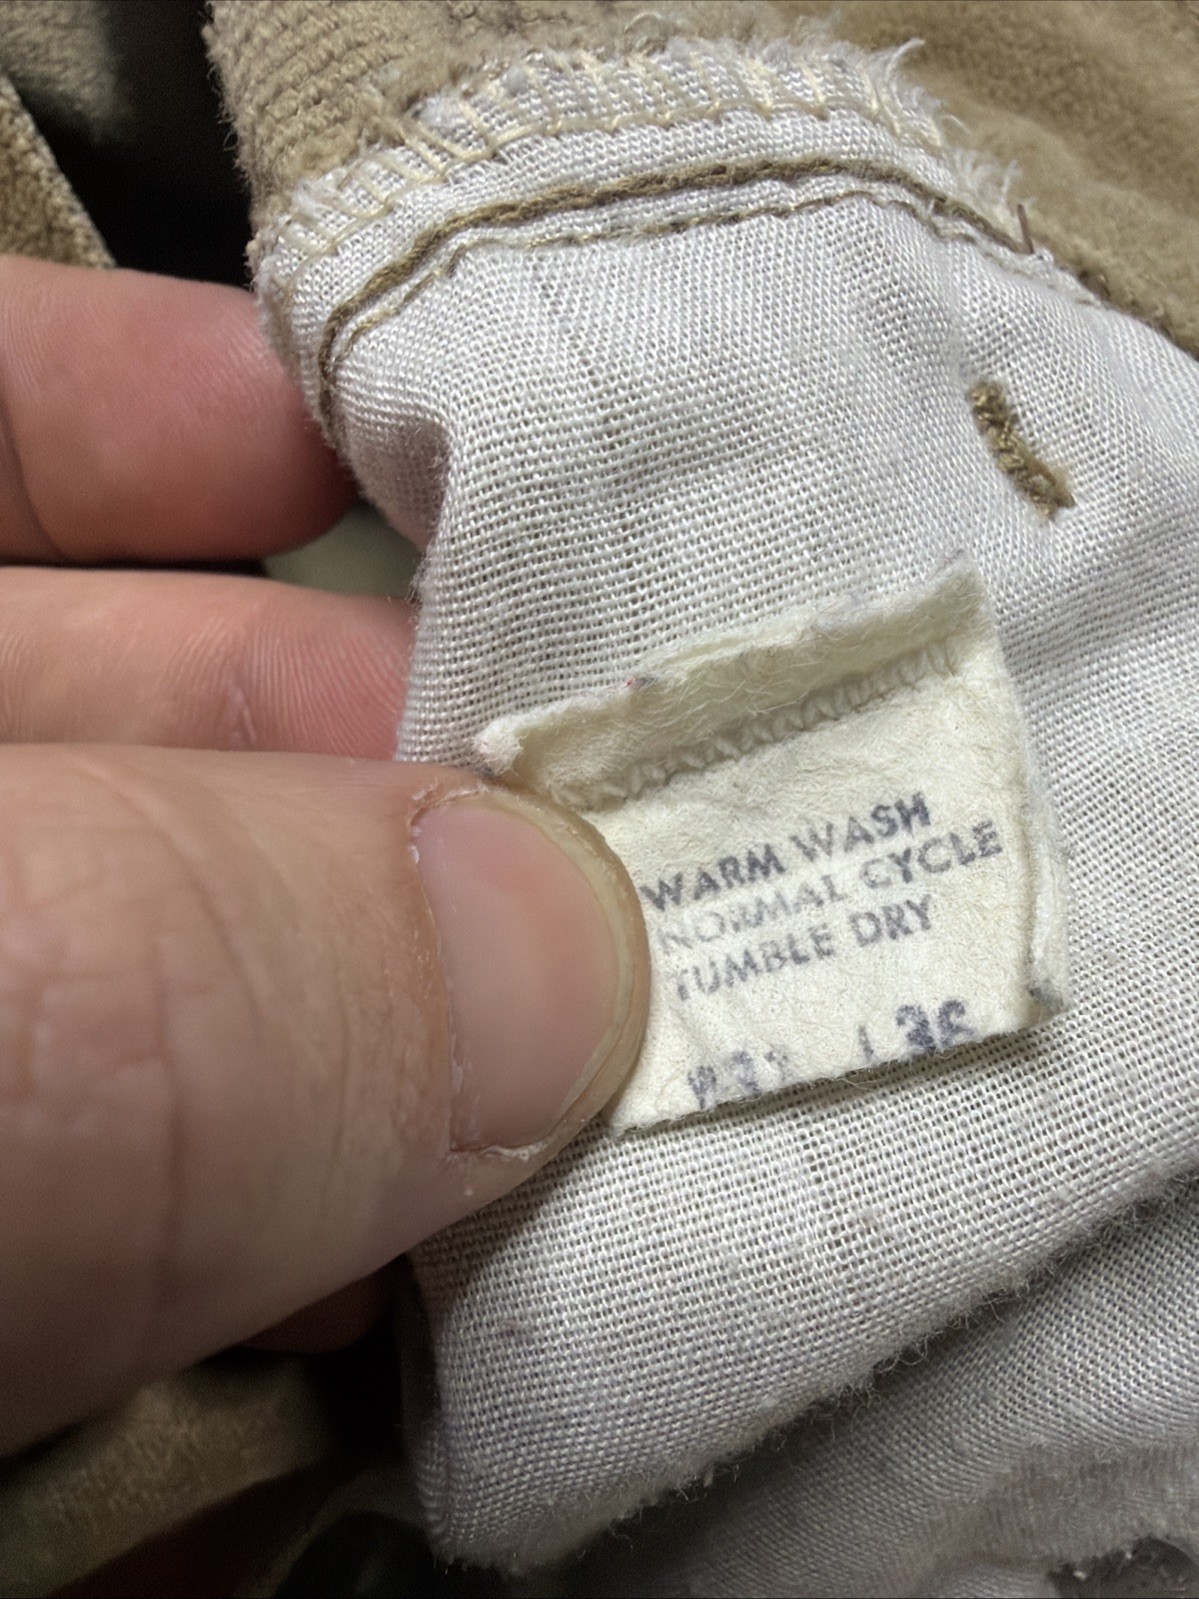 WARM WASH
NORMAL CYCLE
TUMBLE DRY